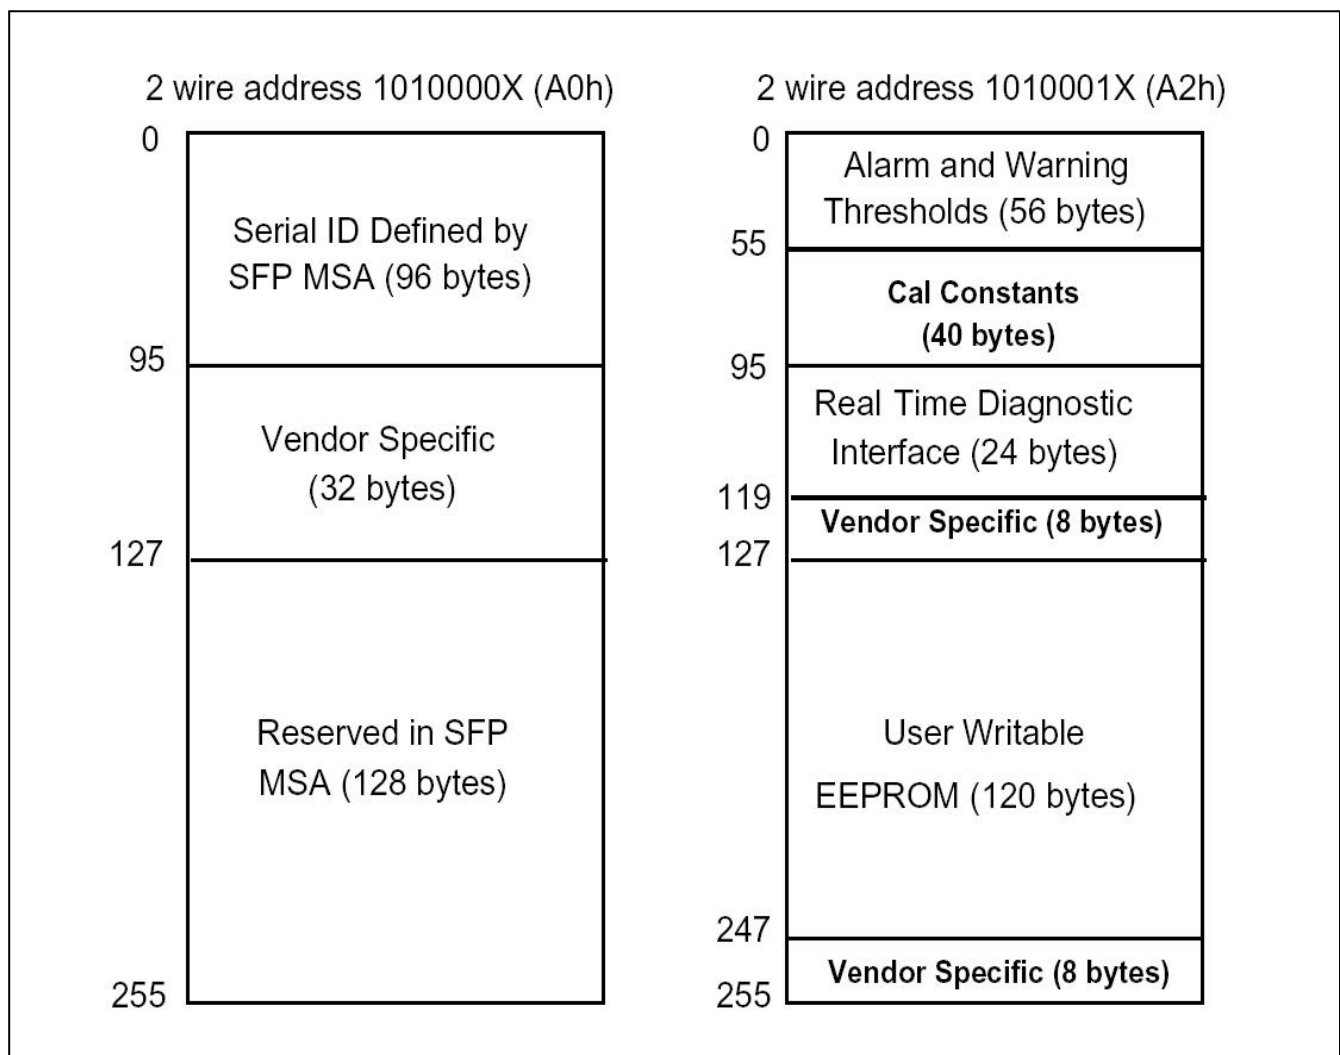 2 wire address 1010000X (A0h)
0
Serial ID Defined by
SFP MSA (96 bytes)
95
Vendor Specific
(32 bytes)
127
Reserved in SFP
MSA (128 bytes)
255
2 wire address 1010001X (A2h)
0
Alarm and Warning
Thresholds (56 bytes)
55
Cal Constants
(40 bytes)
95
Real Time Diagnostic
Interface (24 bytes)
119
Vendor Specific (8 bytes)
127
User Writable
EEPROM (120 bytes)
247
Vendor Specific (8 bytes)
255